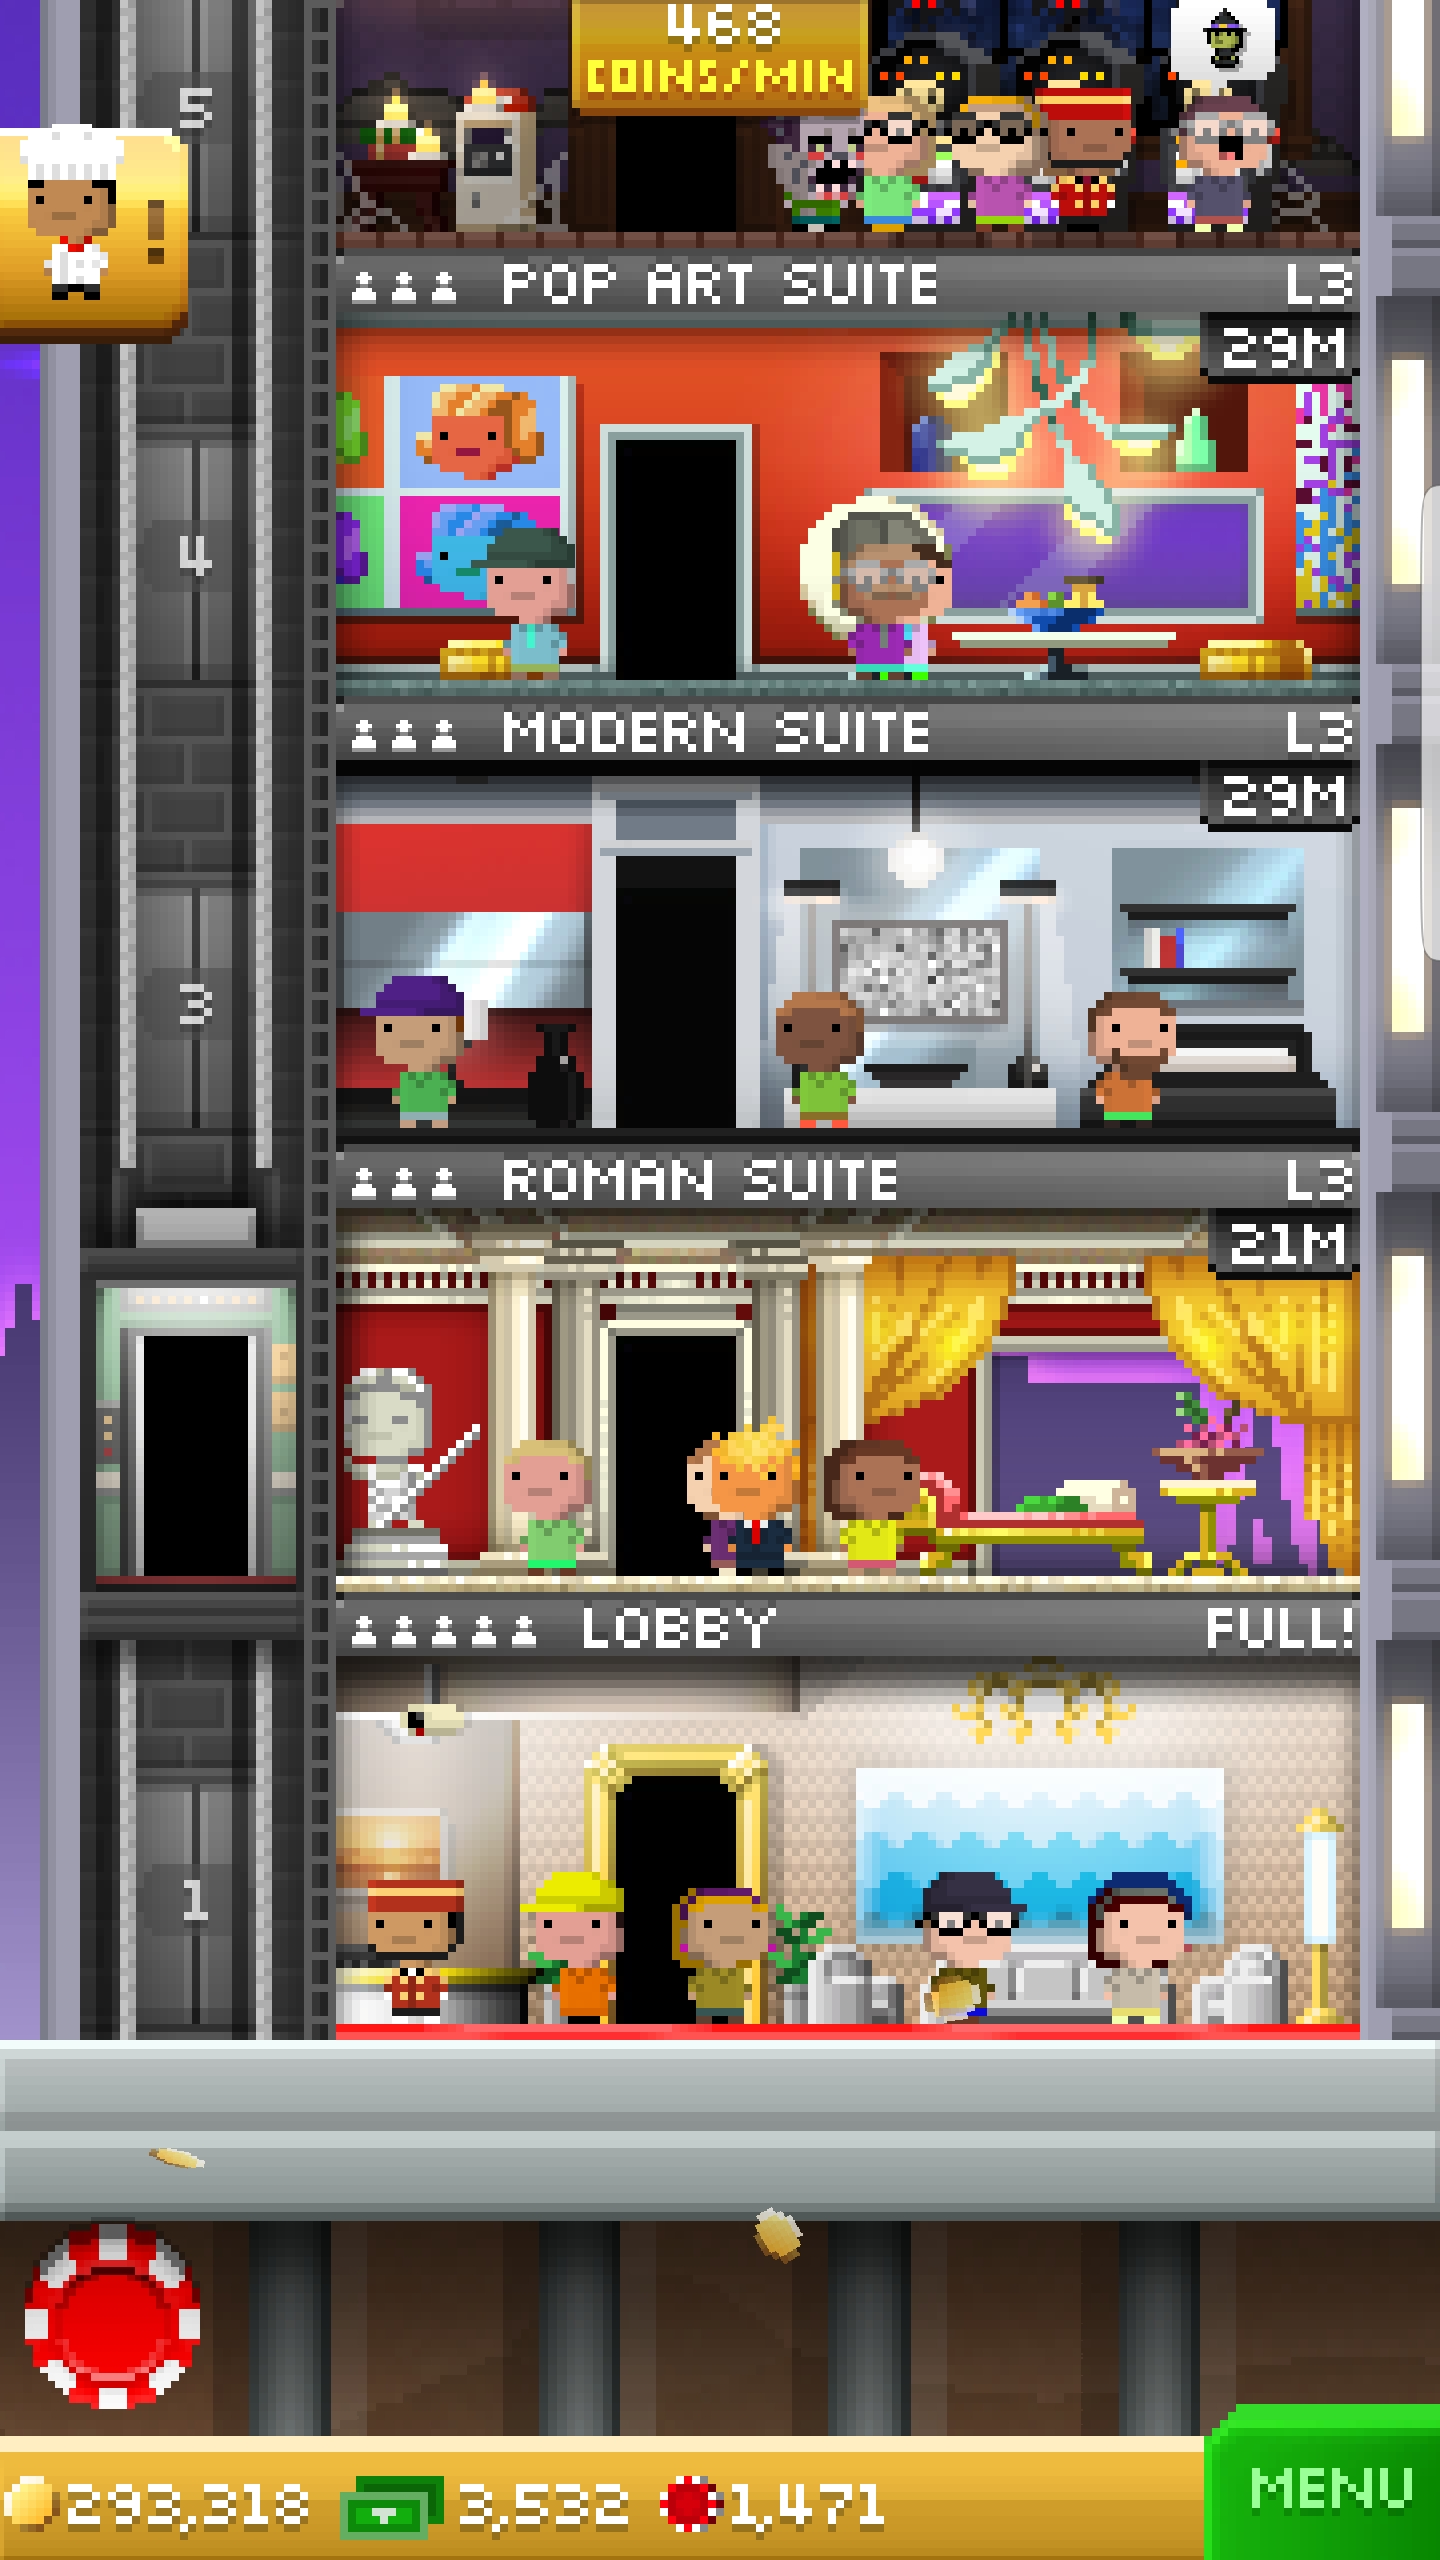 468
COINS/MIN
5
!
POP ART SUITE L3
29M
4
MODERN SUITE L3
29M
3
ROMAN SUITE L3
21M
LOBBY FULL!
1
293,318 3,532 1,471
MENU